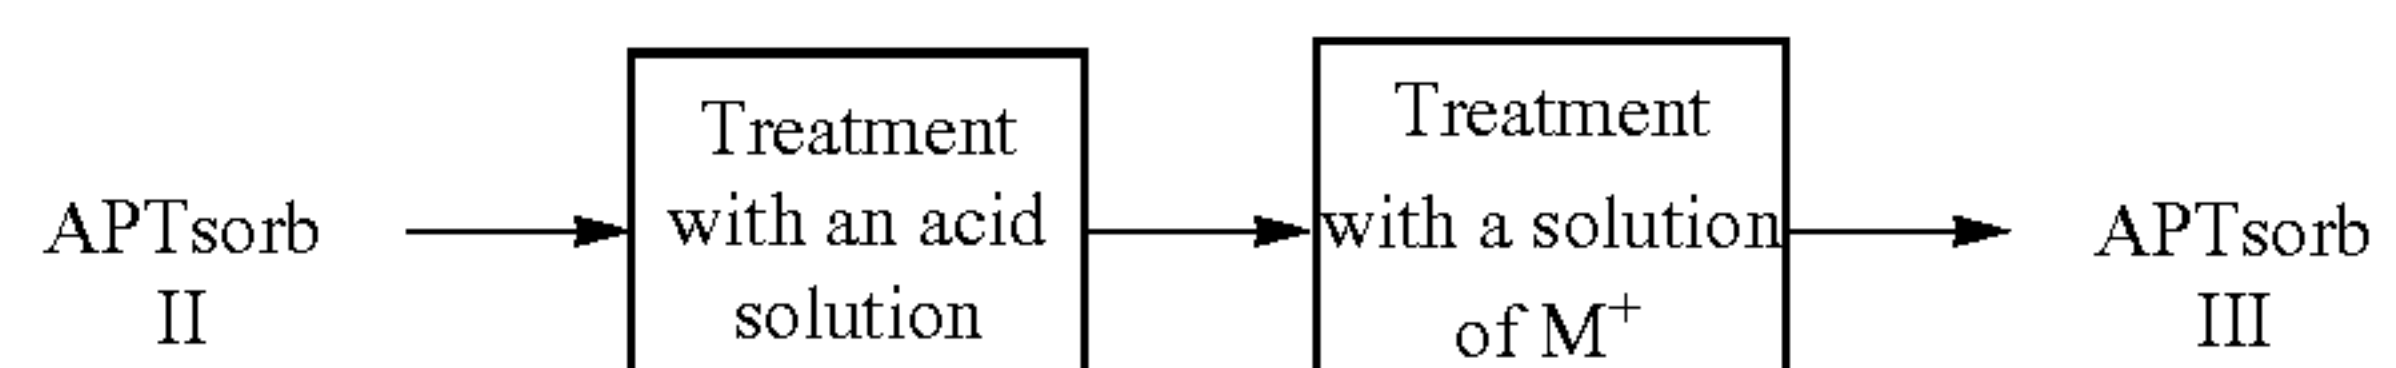 APTsorb
II
Treatment
with an acid
solution
Treatment
with a solution
of M⁺
APTsorb
III